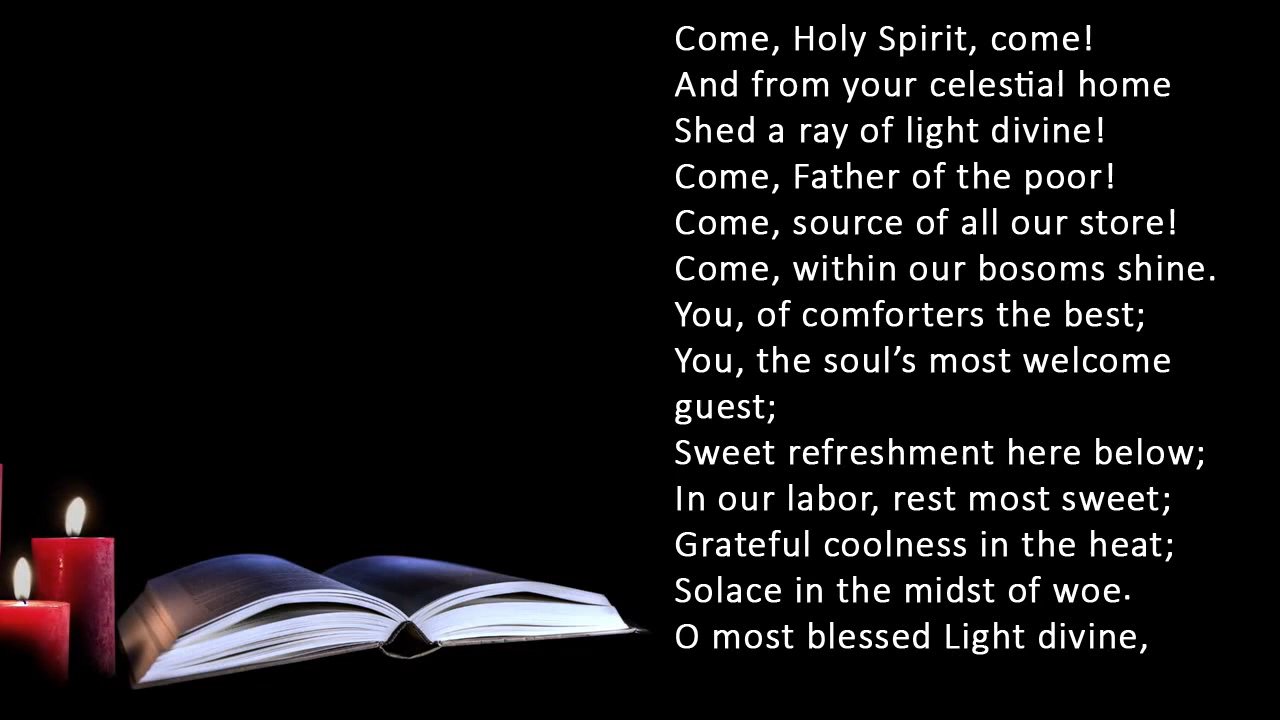 Come, Holy Spirit, come!
And from your celestial home
Shed a ray of light divine!
Come, Father of the poor!
Come, source of all our store!
Come, within our bosoms shine.
You, of comforters the best;
You, the soul’s most welcome
guest;
Sweet refreshment here below;
In our labor, rest most sweet;
Grateful coolness in the heat;
Solace in the midst of woe.
O most blessed Light divine,